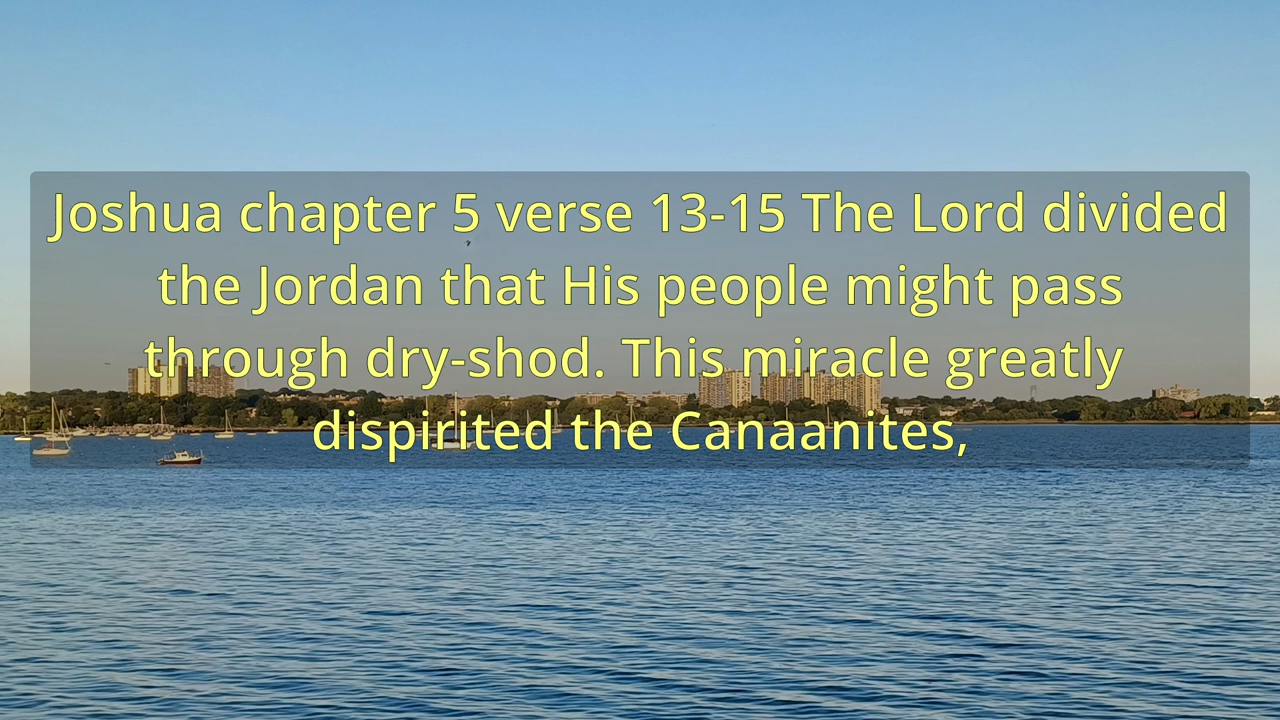 Joshua chapter 5 verse 13-15 The Lord divided
the Jordan that His people might pass
through dry-shod. This miracle greatly
dispirited the Canaanites,